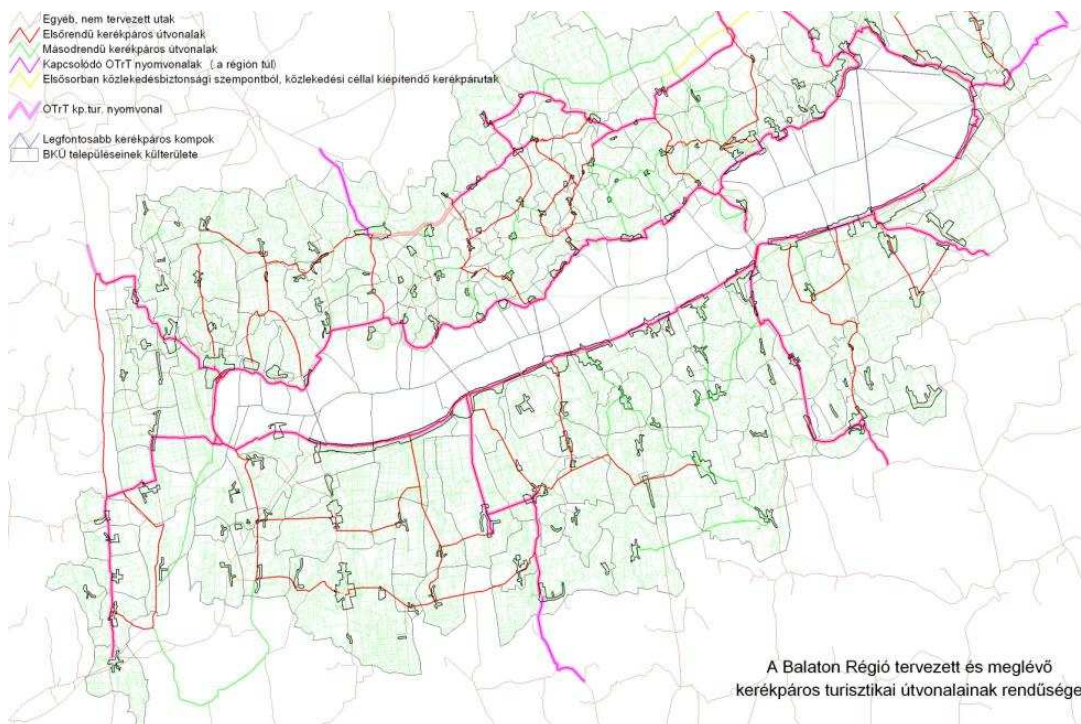 Egyéb, nem tervezett utak
Elsőrendű kerékpáros útvonalak
Másodrendű kerékpáros útvonalak
Kapcsolódó OTrT nyomvonalak (.a régión túl)
Elsősorban közlekedésbiztonsági szempontból, közlekedési céllal kiépítendő kerékpárutak
OTrT kp.tur. nyomvonal
Legfontosabb kerékpáros kompok
BKÜ településeinek külterülete
A Balaton Régió tervezett és meglévő
kerékpáros turisztikai útvonalainak rendűsége